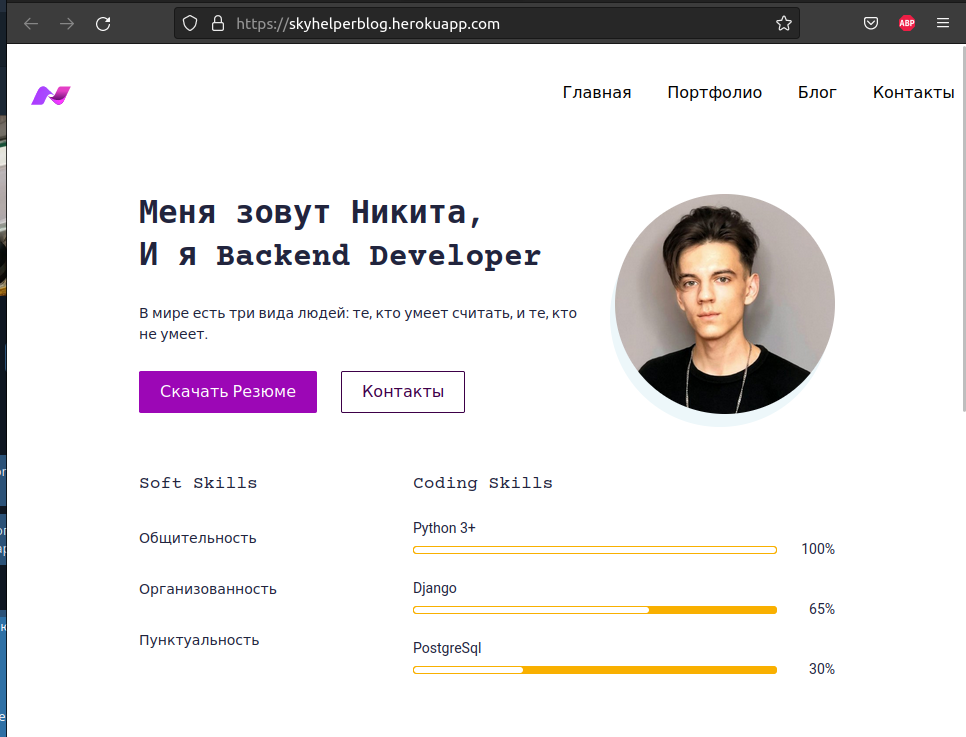 https://skyhelperblog.herokuapp.com
ABP
Главная Портфолио Блог Контакты
Меня зовут Никита,
И я Backend Developer
В мире есть три вида людей: те, кто умеет считать, и те, кто
не умеет.
Скачать Резюме Контакты
Soft Skills
Общительность
Организованность
Пунктуальность
Coding Skills
Python 3+
100%
Django
65%
PostgreSql
30%